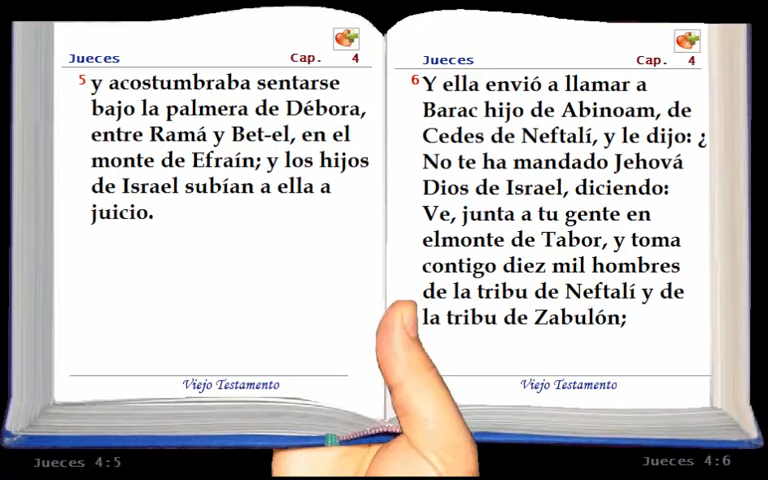 Jueces Cap. 4
5 y acostumbraba sentarse
bajo la palmera de Débora,
entre Ramá y Bet-el, en el
monte de Efraín; y los hijos
de Israel subían a ella a
juicio.
Viejo Testamento
Jueces 4:5
Jueces Cap. 4
6 Y ella envió a llamar a
Barac hijo de Abinoam, de
Cedes de Neftalí, y le dijo: ¿
No te ha mandado Jehová
Dios de Israel, diciendo:
Ve, junta a tu gente en
elmonte de Tabor, y toma
contigo diez mil hombres
de la tribu de Neftalí y de
la tribu de Zabulón;
Viejo Testamento
Jueces 4:6